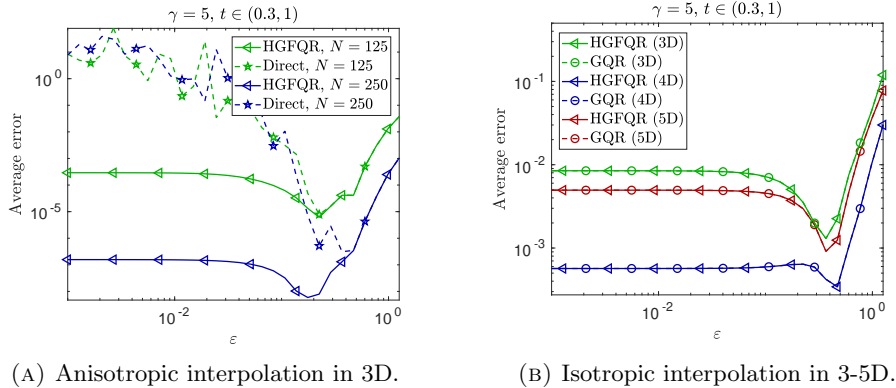 γ = 5, t ∈ (0.3, 1)
HGFQR, N = 125
Direct, N = 125
HGFQR, N = 250
Direct, N = 250
Average error
10^0
10^-5
10^-2
10^0
ε
(A) Anisotropic interpolation in 3D.
γ = 5, t ∈ (0.3, 1)
HGFQR (3D)
GQR (3D)
HGFQR (4D)
GQR (4D)
HGFQR (5D)
GQR (5D)
Average error
10^-1
10^-2
10^-3
10^-2
10^0
ε
(B) Isotropic interpolation in 3-5D.